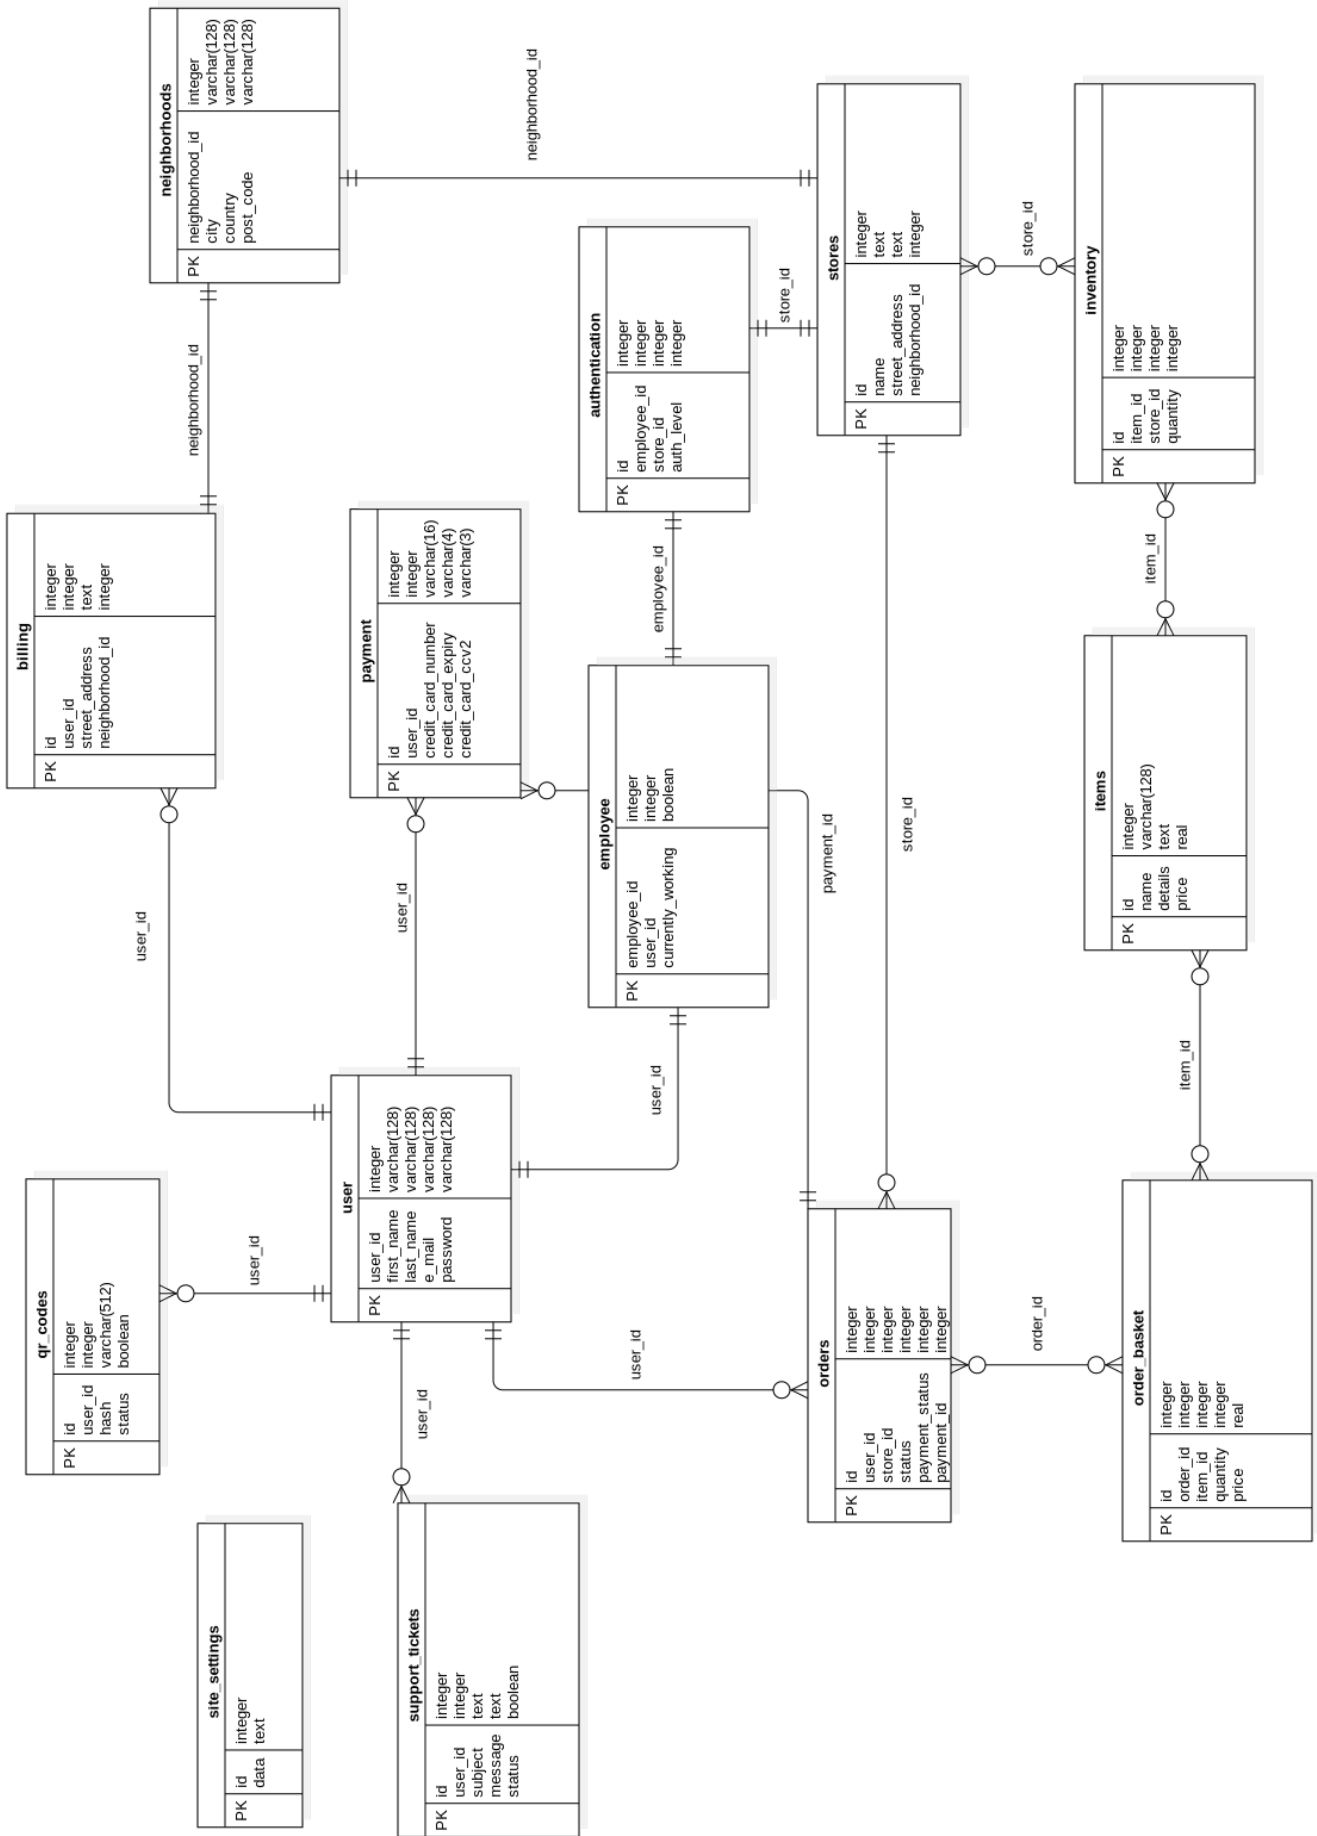 neighborhoods
PK neighborhood_id integer
city varchar(128)
country varchar(128)
post_code varchar(128)
neighborhood_id
neighborhood_id
billing
PK id integer
user_id integer
street_address text
neighborhood_id integer
user_id
qr_codes
PK id integer
user_id integer
hash varchar(512)
status boolean
user_id
site_settings
PK id integer
data text
user
PK user_id integer
first_name varchar(128)
last_name varchar(128)
e_mail varchar(128)
password varchar(128)
user_id
payment
PK id integer
user_id integer
credit_card_number varchar(16)
credit_card_expiry varchar(4)
credit_card_ccv2 varchar(3)
authentication
PK id integer
employee_id integer
store_id integer
auth_level integer
employee_id
store_id
employee
PK employee_id integer
user_id integer
currently_working boolean
user_id
user_id
user_id
support_tickets
PK id integer
user_id integer
subject text
message text
status boolean
payment_id
store_id
stores
PK id integer
name text
street_address text
neighborhood_id integer
store_id
orders
PK id integer
user_id integer
store_id integer
status integer
payment_status integer
payment_id integer
order_id
inventory
PK id integer
item_id integer
store_id integer
quantity integer
item_id
items
PK id integer
name varchar(128)
details text
price real
item_id
order_basket
PK id integer
order_id integer
item_id integer
quantity integer
price real